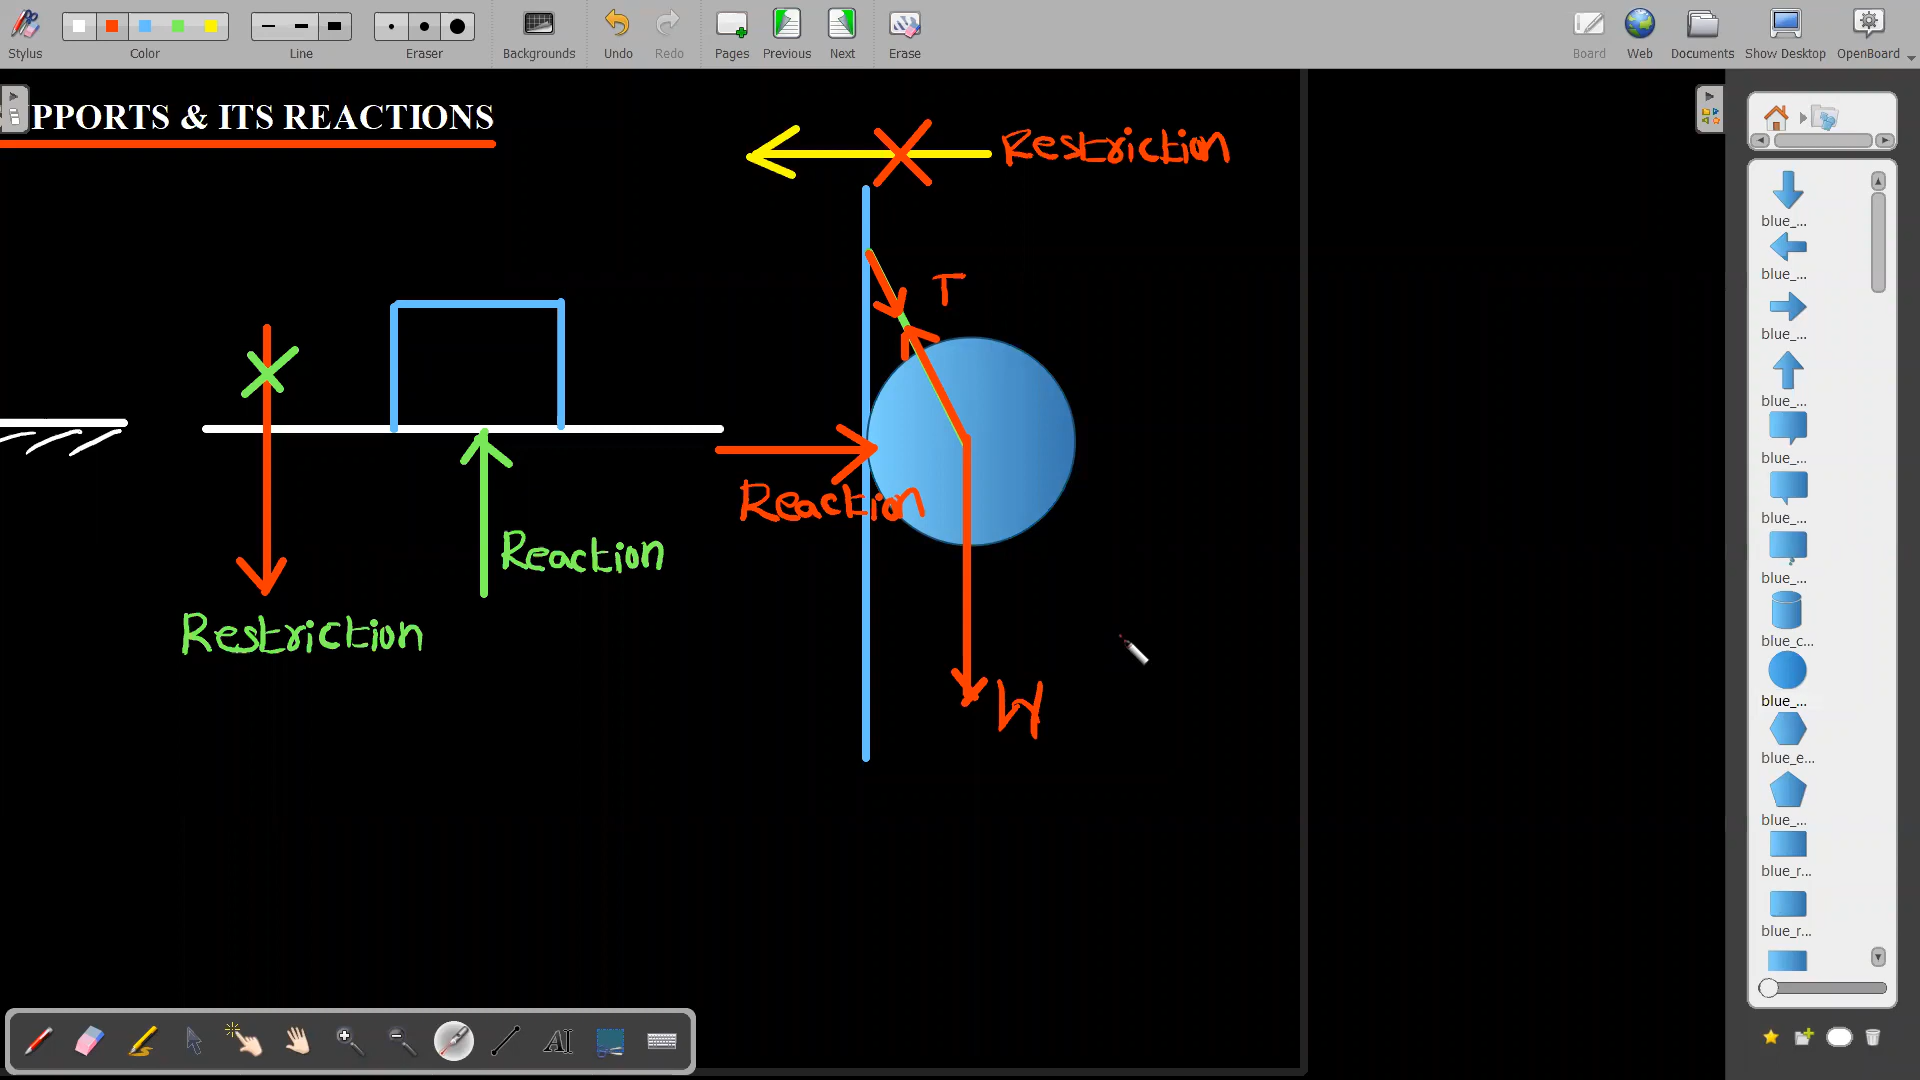 Stylus
Color
Line
Eraser
Backgrounds
Undo
Redo
Pages
Previous
Next
Erase
Board
Web
Documents
Show Desktop
OpenBoard
PPORTS & ITS REACTIONS
Restriction
T
Reaction
Reaction
Restriction
W
blue_...
blue_...
blue_...
blue_...
blue_...
blue_...
blue_...
blue_c...
blue_...
blue_e...
blue_...
blue_r...
blue_r...
AI